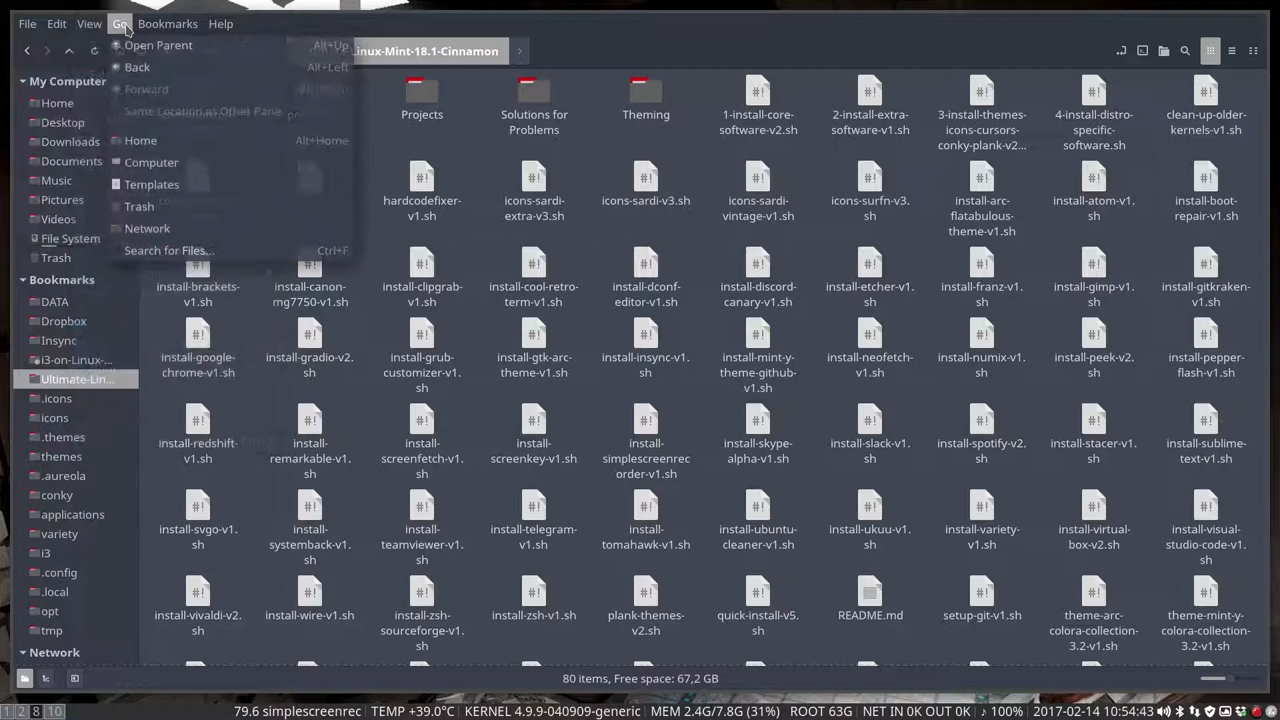 File Edit View Go Bookmarks Help
Linux-Mint-18.1-Cinnamon
Open Parent Alt+Up
Back Alt+Left
Forward
Same Location as Other Pane
Home Alt+Home
Computer
Templates
Trash
Network
Search for Files... Ctrl+F
My Computer
Home
Desktop
Downloads
Documents
Music
Pictures
Videos
File System
Trash
Bookmarks
DATA
Dropbox
Insync
i3-on-Linux-...
Ultimate-Lin...
.icons
icons
.themes
themes
.aureola
conky
applications
variety
i3
.config
.local
opt
tmp
Network
Projects
Solutions for
Problems
Theming
1-install-core-
software-v2.sh
2-install-extra-
software-v1.sh
3-install-themes-
icons-cursors-
conky-plank-v2...
4-install-distro-
specific-
software.sh
clean-up-older-
kernels-v1.sh
hardcodefixer-
v1.sh
icons-sardi-
extra-v3.sh
icons-sardi-v3.sh
icons-sardi-
vintage-v1.sh
icons-surfn-v3.sh
install-arc-
flatabulous-
theme-v1.sh
install-atom-v1.sh
install-boot-
repair-v1.sh
install-brackets-
v1.sh
install-canon-
mg7750-v1.sh
install-clipgrab-
v1.sh
install-cool-retro-
term-v1.sh
install-dconf-
editor-v1.sh
install-discord-
canary-v1.sh
install-etcher-v1.
sh
install-franz-v1.
sh
install-gimp-v1.
sh
install-gitkraken-
v1.sh
install-google-
chrome-v1.sh
install-gradio-v2.
sh
install-grub-
customizer-v1.
sh
install-gtk-arc-
theme-v1.sh
install-insync-v1.
sh
install-mint-y-
theme-github-
v1.sh
install-neofetch-
v1.sh
install-numix-v1.
sh
install-peek-v2.
sh
install-pepper-
flash-v1.sh
install-redshift-
v1.sh
install-
remarkable-v1.
sh
install-
screenfetch-v1.
sh
install-
screenkey-v1.
sh
install-
simplescreenrec
order-v1.sh
install-skype-
alpha-v1.sh
install-slack-v1.
sh
install-spotify-v2.
sh
install-stacer-v1.
sh
install-sublime-
text-v1.sh
install-svgo-v1.
sh
install-
systemback-v1.
sh
install-
teamviewer-v1.
sh
install-telegram-
v1.sh
install-
tomahawk-v1.
sh
install-ubuntu-
cleaner-v1.sh
install-ukuu-v1.
sh
install-variety-
v1.sh
install-virtual-
box-v2.sh
install-visual-
studio-code-v1.
sh
install-vivaldi-v2.
sh
install-wire-v1.sh
install-zsh-
sourceforge-v1.
sh
install-zsh-v1.sh
plank-themes-
v2.sh
quick-install-v5.
sh
README.md
setup-git-v1.sh
theme-arc-
colora-collection-
3.2-v1.sh
theme-mint-y-
colora-collection-
3.2-v1.sh
80 items, Free space: 67,2 GB
1 2 8 10 79.6 simplescreenrec TEMP +39.0°C KERNEL 4.9.9-040909-generic MEM 2.4G/7.8G (31%) ROOT 63G NET IN 0K OUT 0K ♪ 100% 2017-02-14 10:54:43